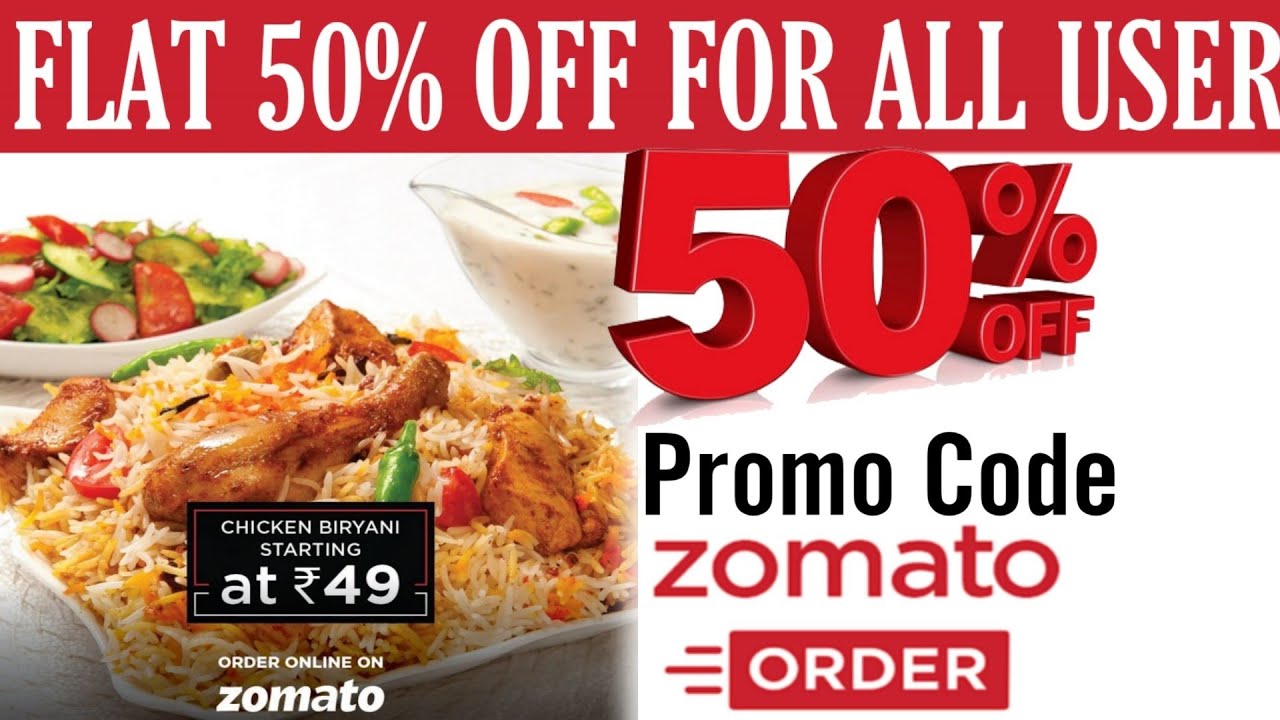 FLAT 50% OFF FOR ALL USER
50% OFF
Promo Code
zomato
ORDER
CHICKEN BIRYANI
STARTING
at ₹49
ORDER ONLINE ON
zomato